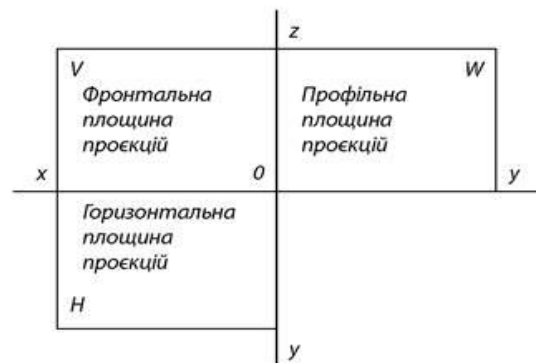 z
V
Фронтальна
площина
проєкцій
W
Профільна
площина
проєкцій
x
0
y
Горизонтальна
площина
проєкцій
H
y